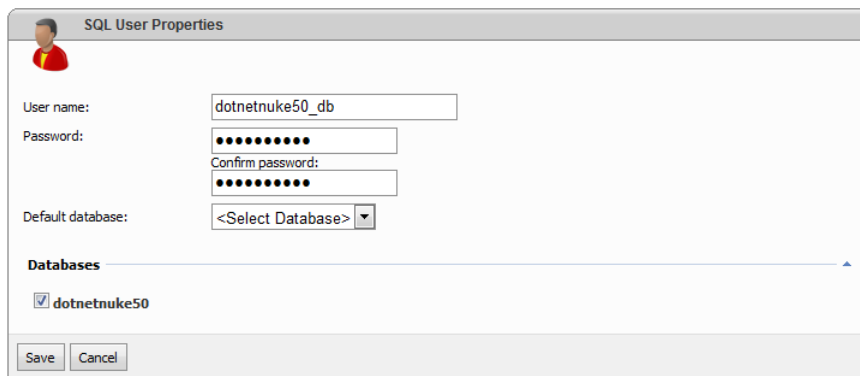 SQL User Properties
User name:
dotnetnuke50_db
Password:
●●●●●●●●●●
Confirm password:
●●●●●●●●●●
Default database:
<Select Database>
Databases
dotnetnuke50
Save
Cancel